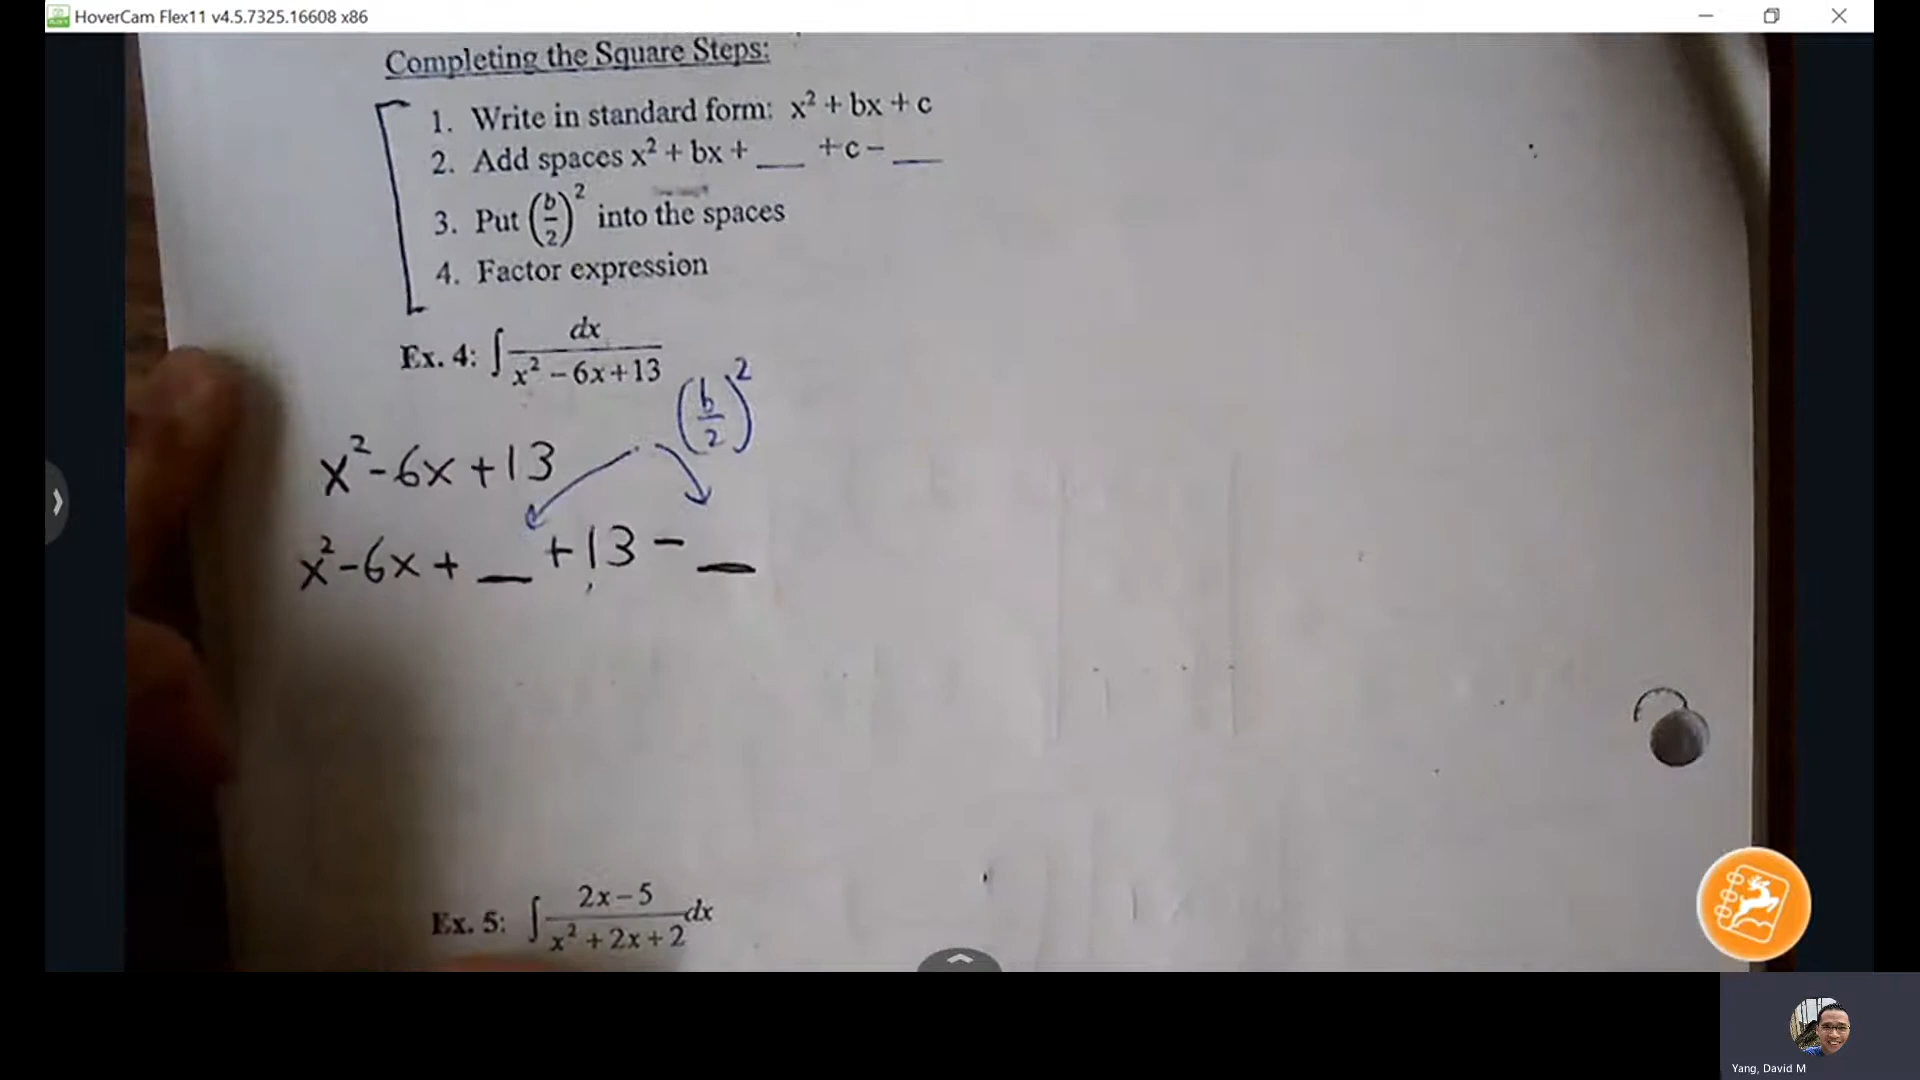 HoverCam Flex11 v4.5.7325.16608 x86
Completing the Square Steps:
1. Write in standard form: x² + bx + c
2. Add spaces x² + bx + ___ + c − ___
3. Put (b/2)² into the spaces
4. Factor expression
Ex. 4: ∫ dx / (x² − 6x + 13)
(b/2)²
x² − 6x + 13
x² − 6x + __ + 13 − __
Ex. 5: ∫ (2x − 5) / (x² + 2x + 2) dx
Yang, David M